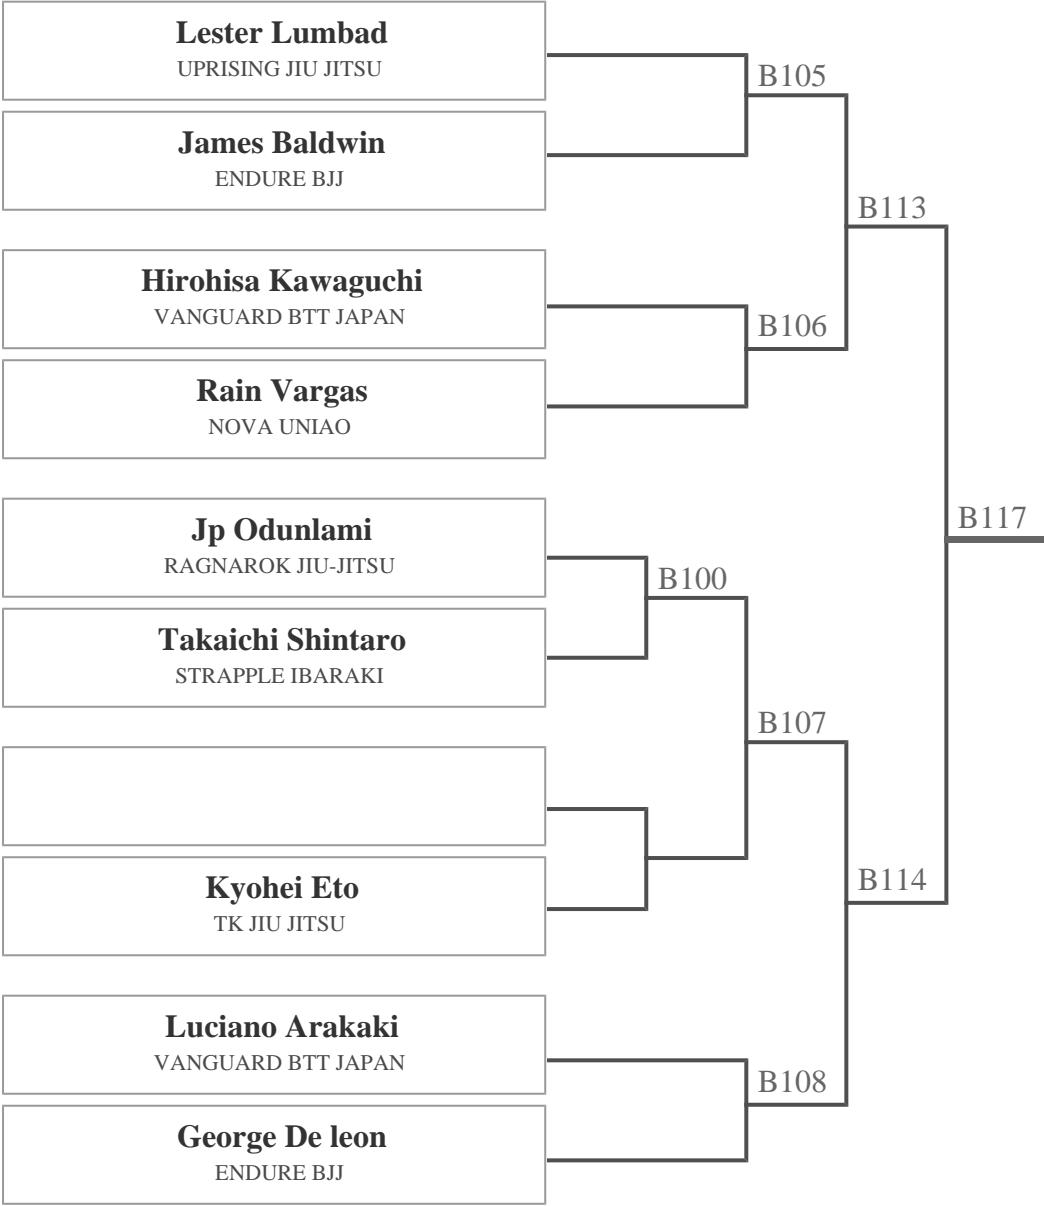 Lester Lumbad
UPRISING JIU JITSU
B105
James Baldwin
ENDURE BJJ
B113
Hirohisa Kawaguchi
VANGUARD BTT JAPAN
B106
Rain Vargas
NOVA UNIAO
B117
Jp Odunlami
RAGNAROK JIU-JITSU
B100
Takaichi Shintaro
STRAPPLE IBARAKI
B107
Kyohei Eto
TK JIU JITSU
B114
Luciano Arakaki
VANGUARD BTT JAPAN
B108
George De leon
ENDURE BJJ